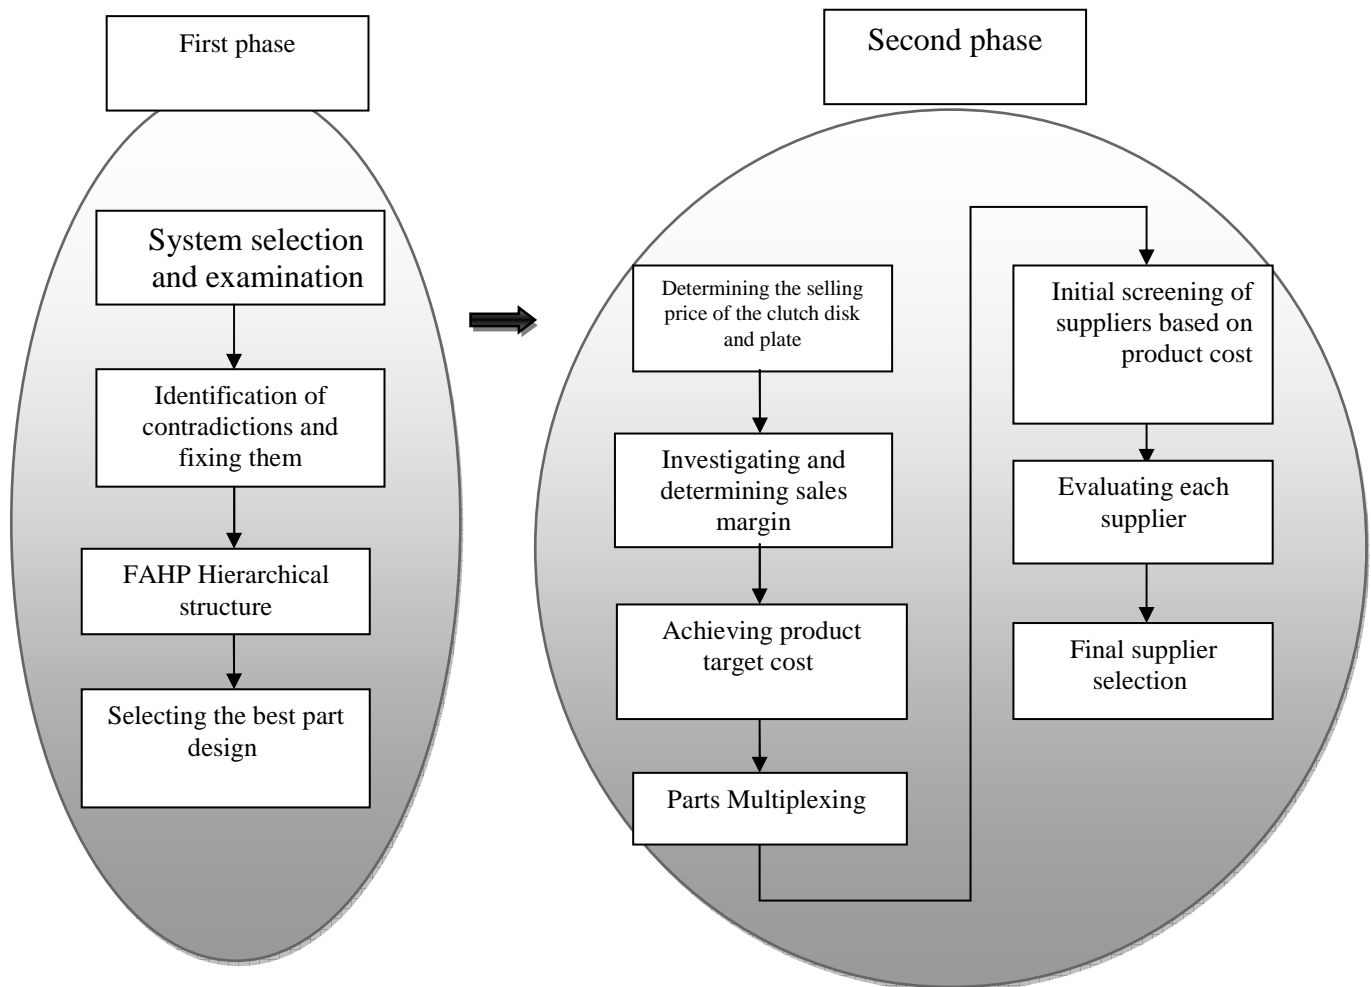 First phase
System selection
and examination
Identification of
contradictions and
fixing them
FAHP Hierarchical
structure
Selecting the best part
design
Second phase
Determining the selling
price of the clutch disk
and plate
Investigating and
determining sales
margin
Achieving product
target cost
Parts Multiplexing
Initial screening of
suppliers based on
product cost
Evaluating each
supplier
Final supplier
selection